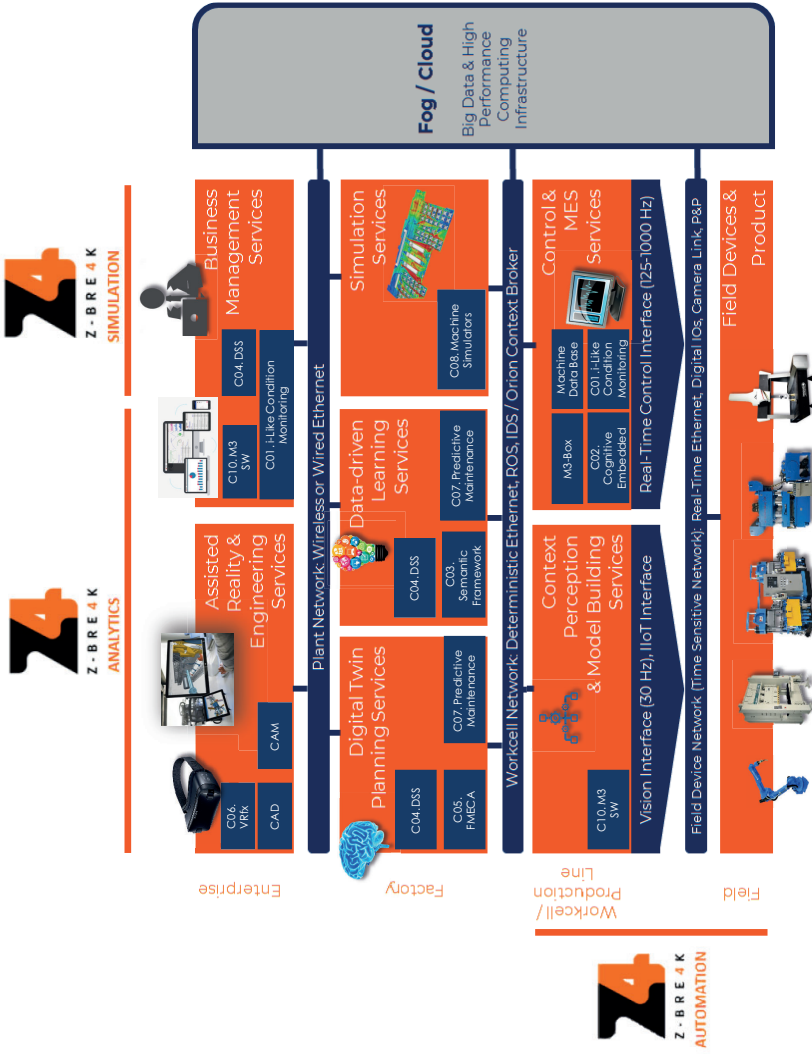 Z-BRE4K
ANALYTICS
Z-BRE4K
SIMULATION
Enterprise
Assisted
Reality &
Engineering
Services
C06.
VRfx
CAD
CAM
Business
Management
Services
C10. M3
SW
C04. DSS
C01. i-Like Condition
Monitoring
Plant Network: Wireless or Wired Ethernet
Factory
Digital Twin
Planning Services
C04. DSS
C05.
FMECA
C07. Predictive
Maintenance
Data-driven
Learning
Services
C04. DSS
C03.
Semantic
Framework
C07. Predictive
Maintenance
Simulation
Services
C08. Machine
Simulators
Workcell Network: Deterministic Ethernet, ROS, IDS / Orion Context Broker
Z-BRE4K
AUTOMATION
Workcell /
Production
Line
Context
Perception
& Model Building
Services
C10. M3
SW
Vision Interface (30 Hz), IIoT Interface
Control &
MES
Services
M3-Box
Machine
Data Base
C02.
Cognitive
Embedded
C01. i-Like
Condition
Monitoring
Real-Time Control Interface (125-1000 Hz)
Field Device Network (Time Sensitive Network): Real-Time Ethernet, Digital IOs, Camera Link, P&P
Field
Field Devices &
Product
Fog / Cloud
Big Data & High
Performance
Computing
Infrastructure